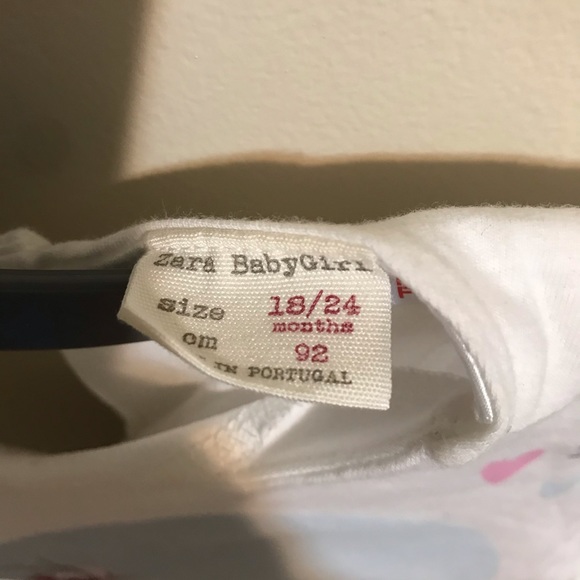 Zara BabyGirl
size 18/24
months
cm 92
IN PORTUGAL